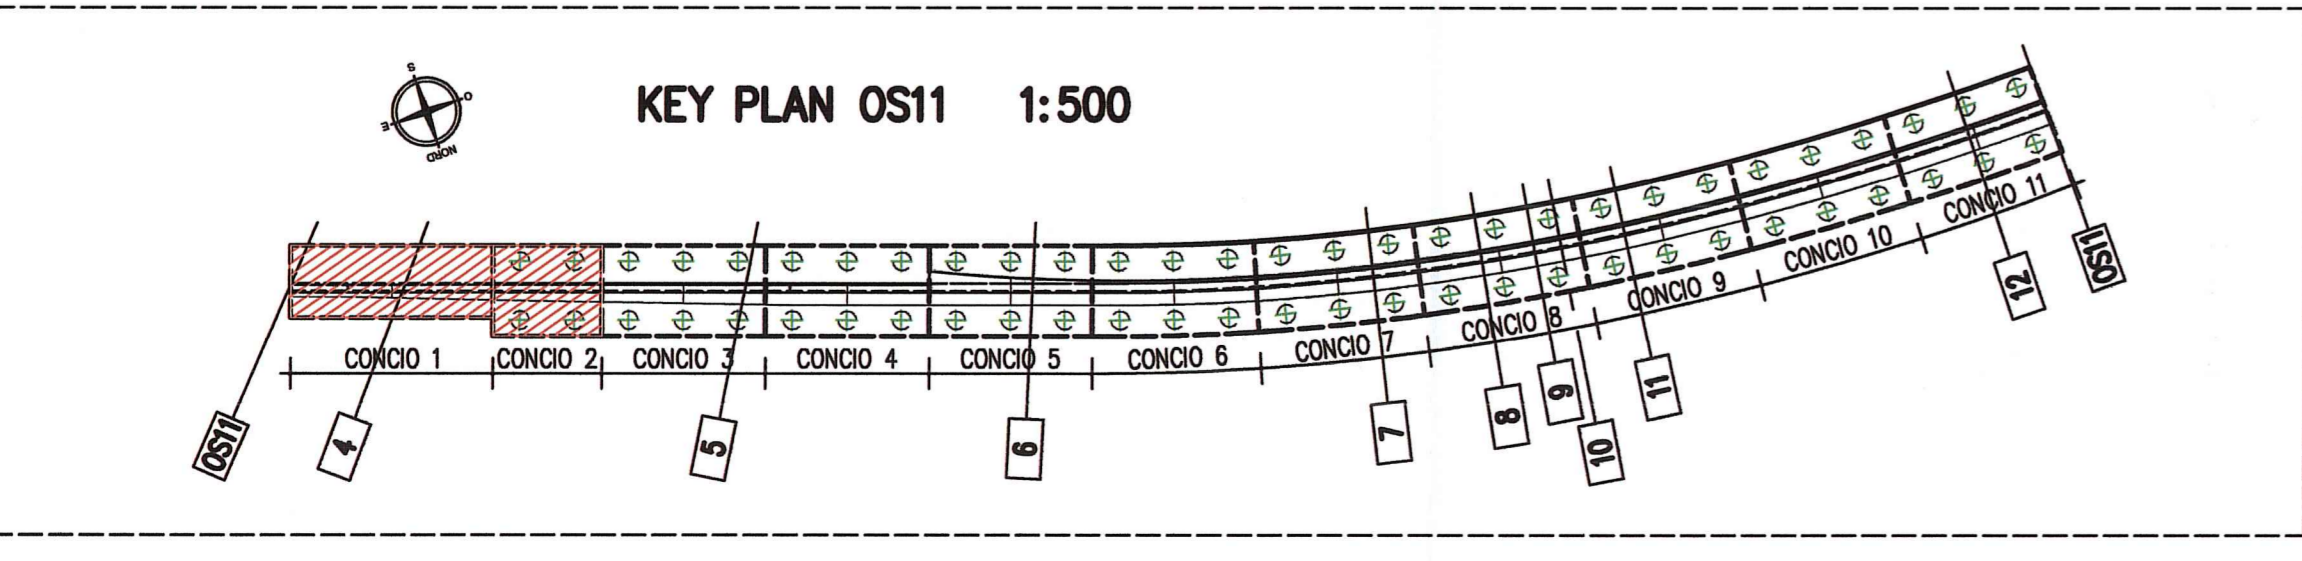 S
O
E
NORD
KEY PLAN OS11 1:500
CONCIO 1
CONCIO 2
CONCIO 3
CONCIO 4
CONCIO 5
CONCIO 6
CONCIO 7
CONCIO 8
CONCIO 9
CONCIO 10
CONCIO 11
OS11
4
5
6
7
8
9
10
11
12
OS11